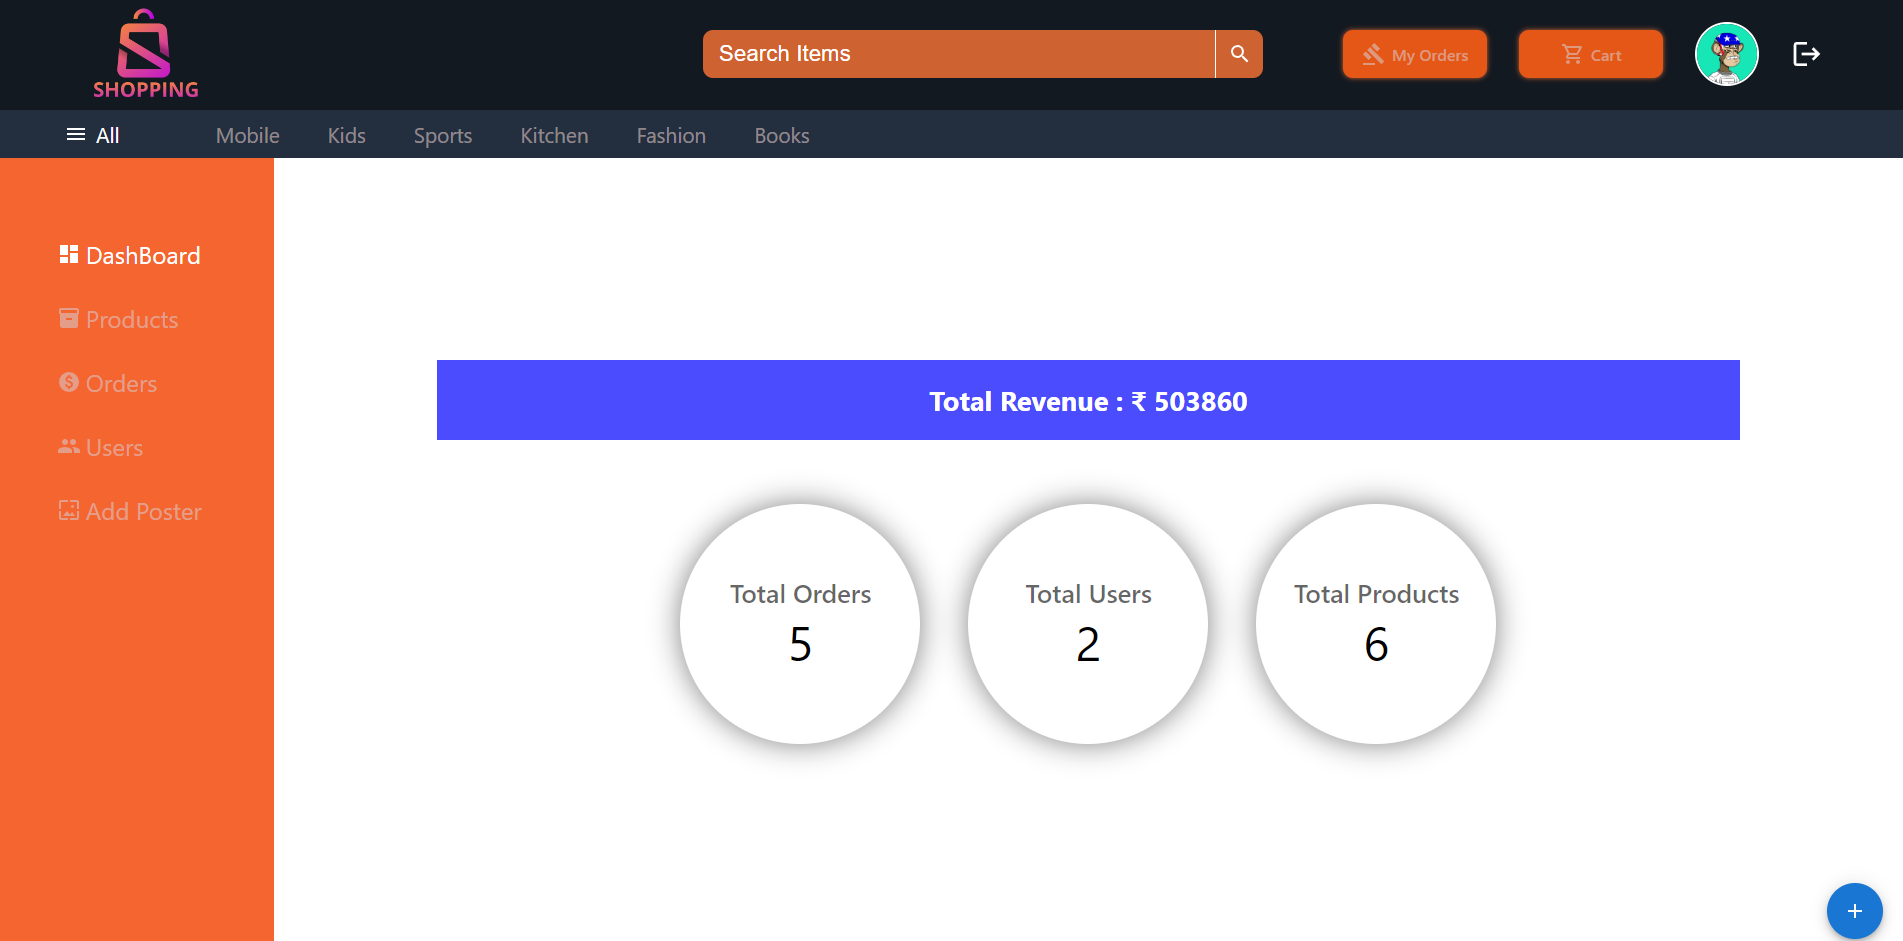 SHOPPING
Search Items
My Orders
Cart
All
Mobile
Kids
Sports
Kitchen
Fashion
Books
DashBoard
Products
Orders
Users
Add Poster
Total Revenue : ₹ 503860
Total Orders
5
Total Users
2
Total Products
6